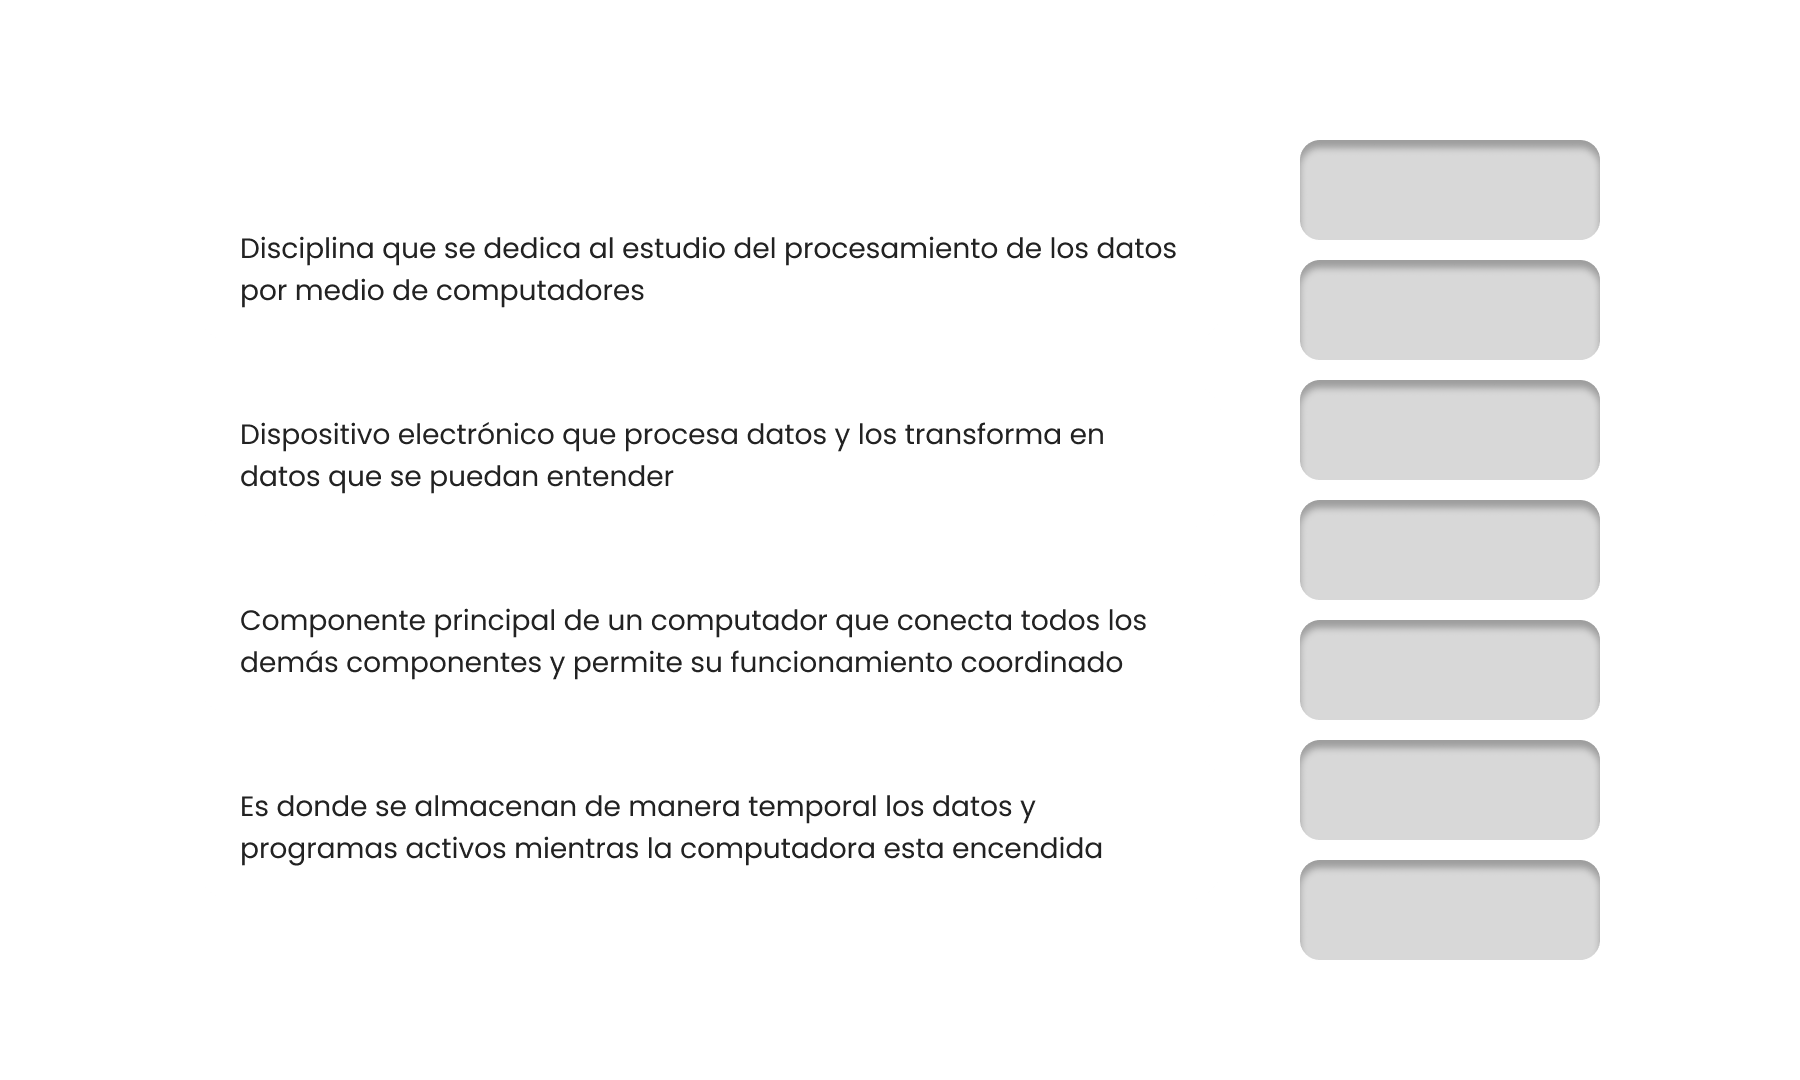 Disciplina que se dedica al estudio del procesamiento de los datos
por medio de computadores
Dispositivo electrónico que procesa datos y los transforma en
datos que se puedan entender
Componente principal de un computador que conecta todos los
demás componentes y permite su funcionamiento coordinado
Es donde se almacenan de manera temporal los datos y
programas activos mientras la computadora esta encendida